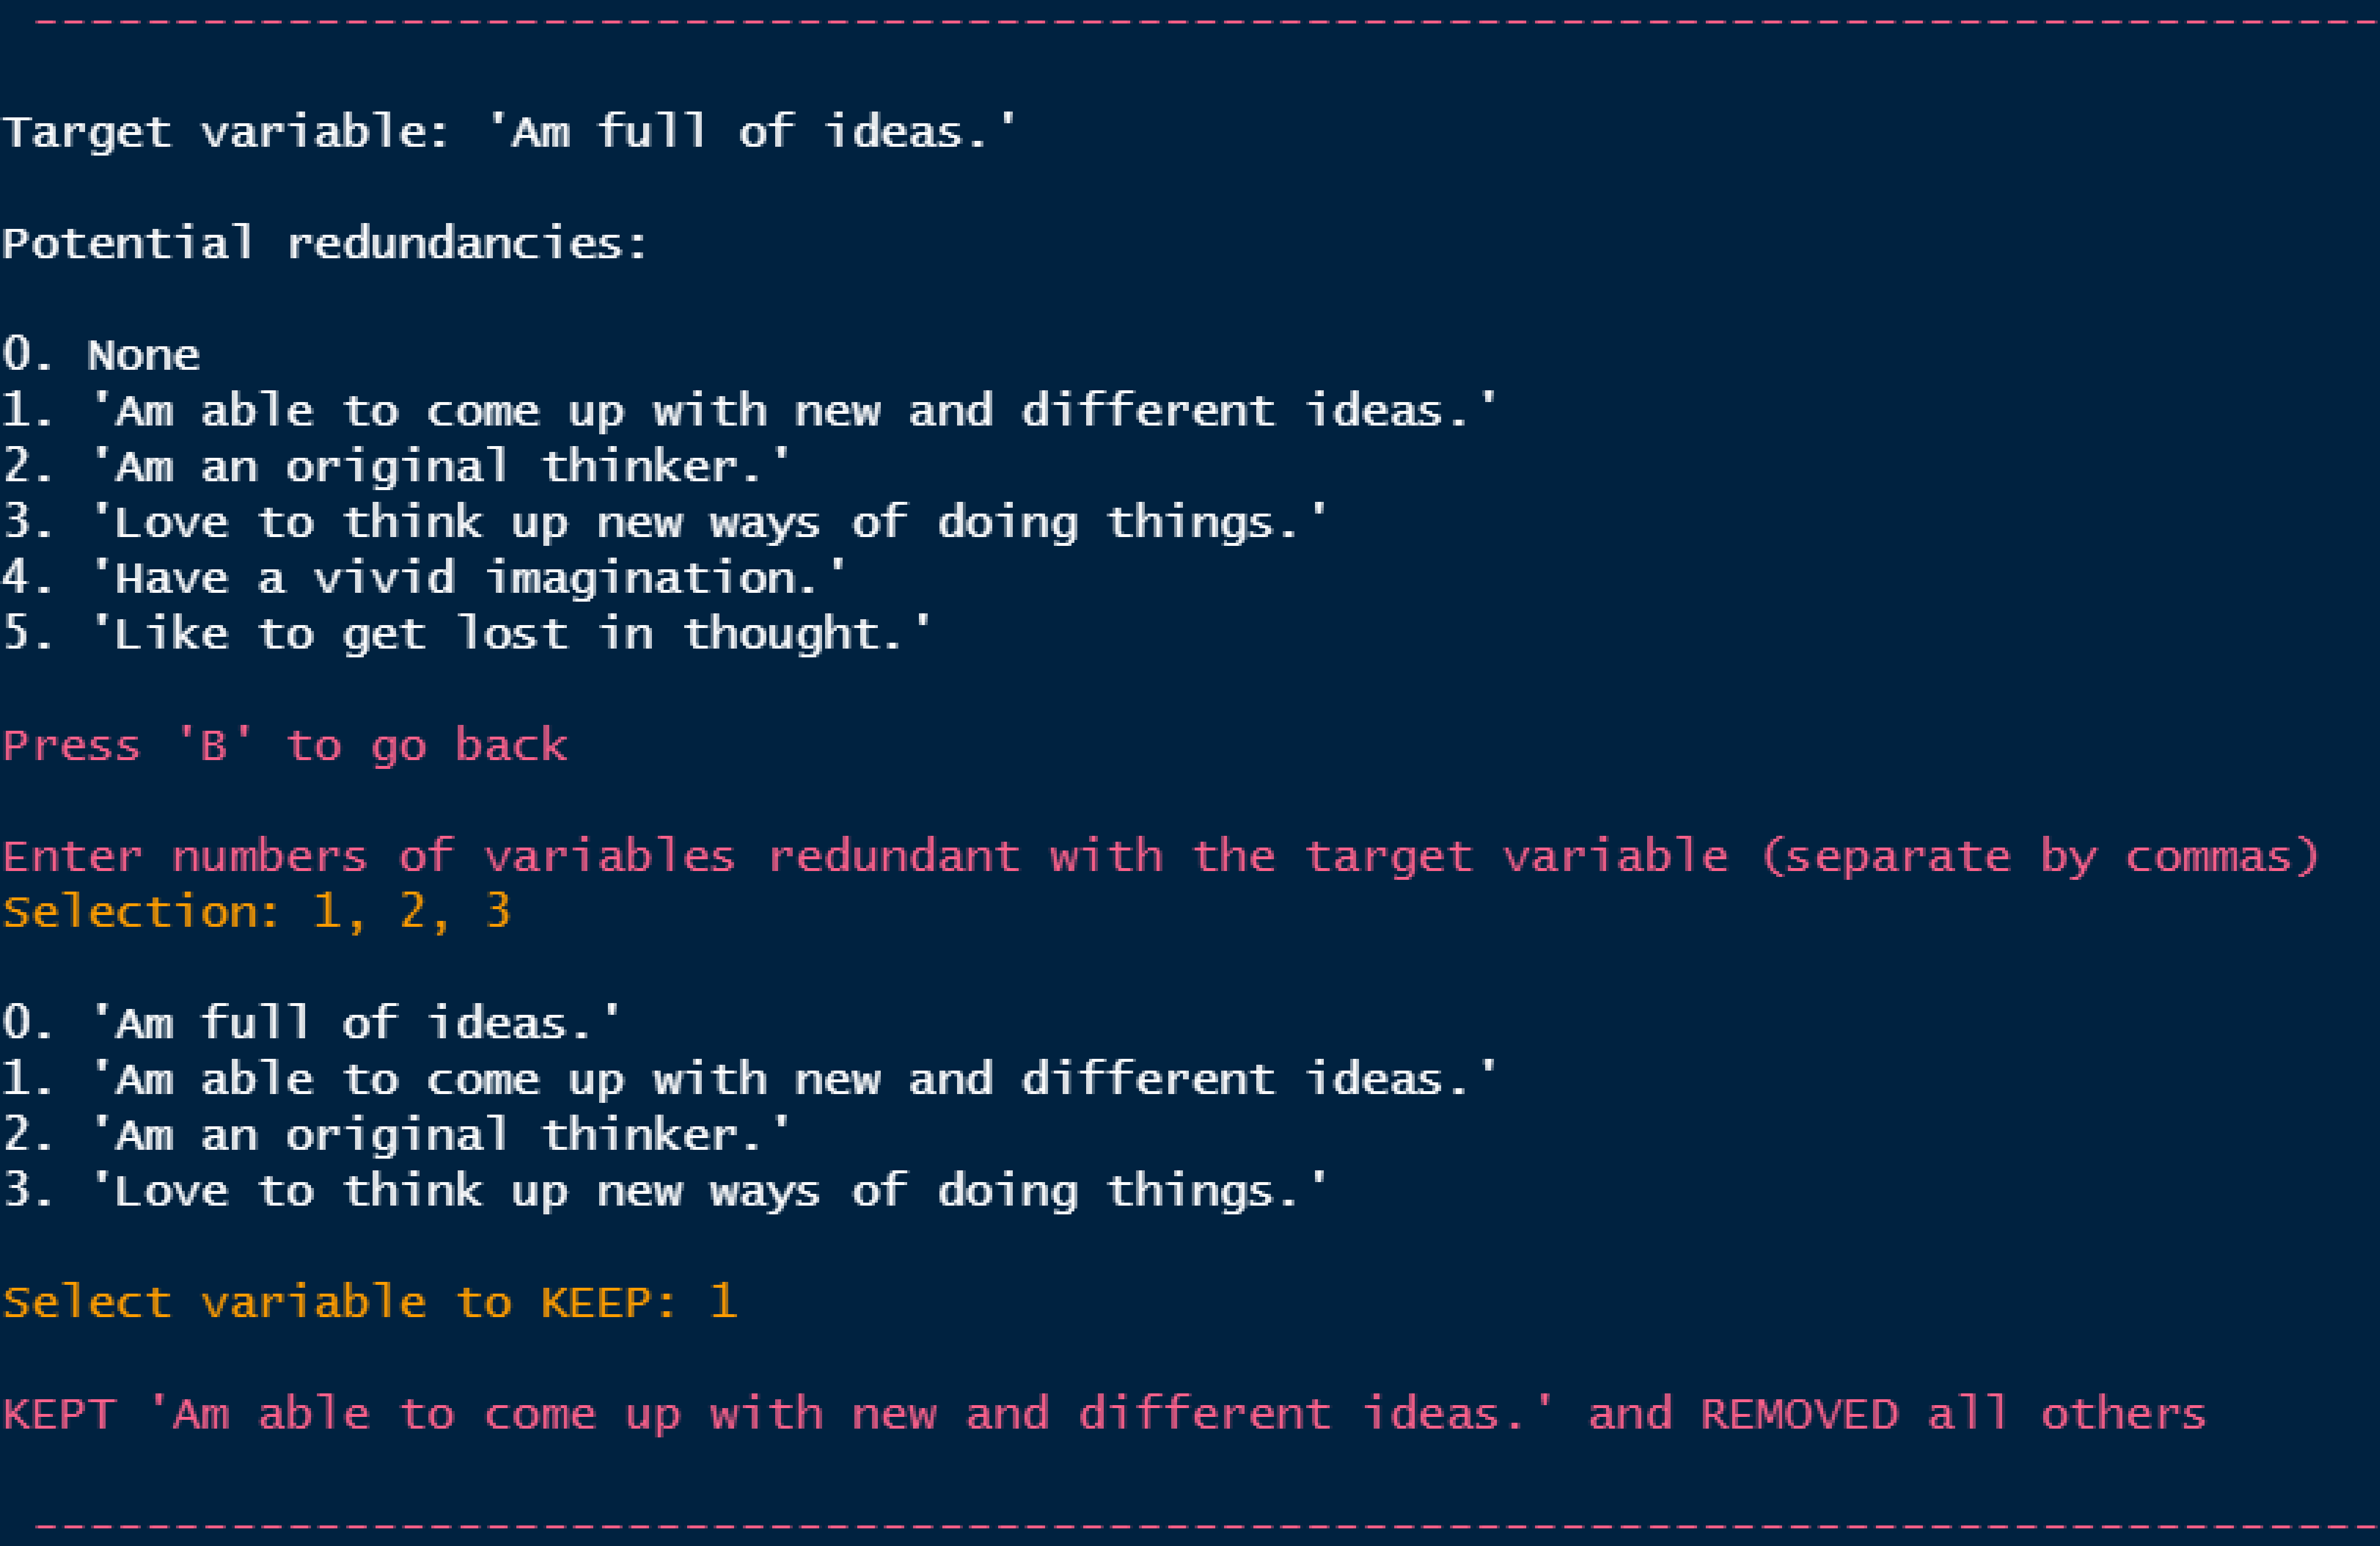 Target variable: 'Am full of ideas.'
Potential redundancies:
0. None
1. 'Am able to come up with new and different ideas.'
2. 'Am an original thinker.'
3. 'Love to think up new ways of doing things.'
4. 'Have a vivid imagination.'
5. 'Like to get lost in thought.'
Press 'B' to go back
Enter numbers of variables redundant with the target variable (separate by commas)
Selection: 1, 2, 3
0. 'Am full of ideas.'
1. 'Am able to come up with new and different ideas.'
2. 'Am an original thinker.'
3. 'Love to think up new ways of doing things.'
Select variable to KEEP: 1
KEPT 'Am able to come up with new and different ideas.' and REMOVED all others